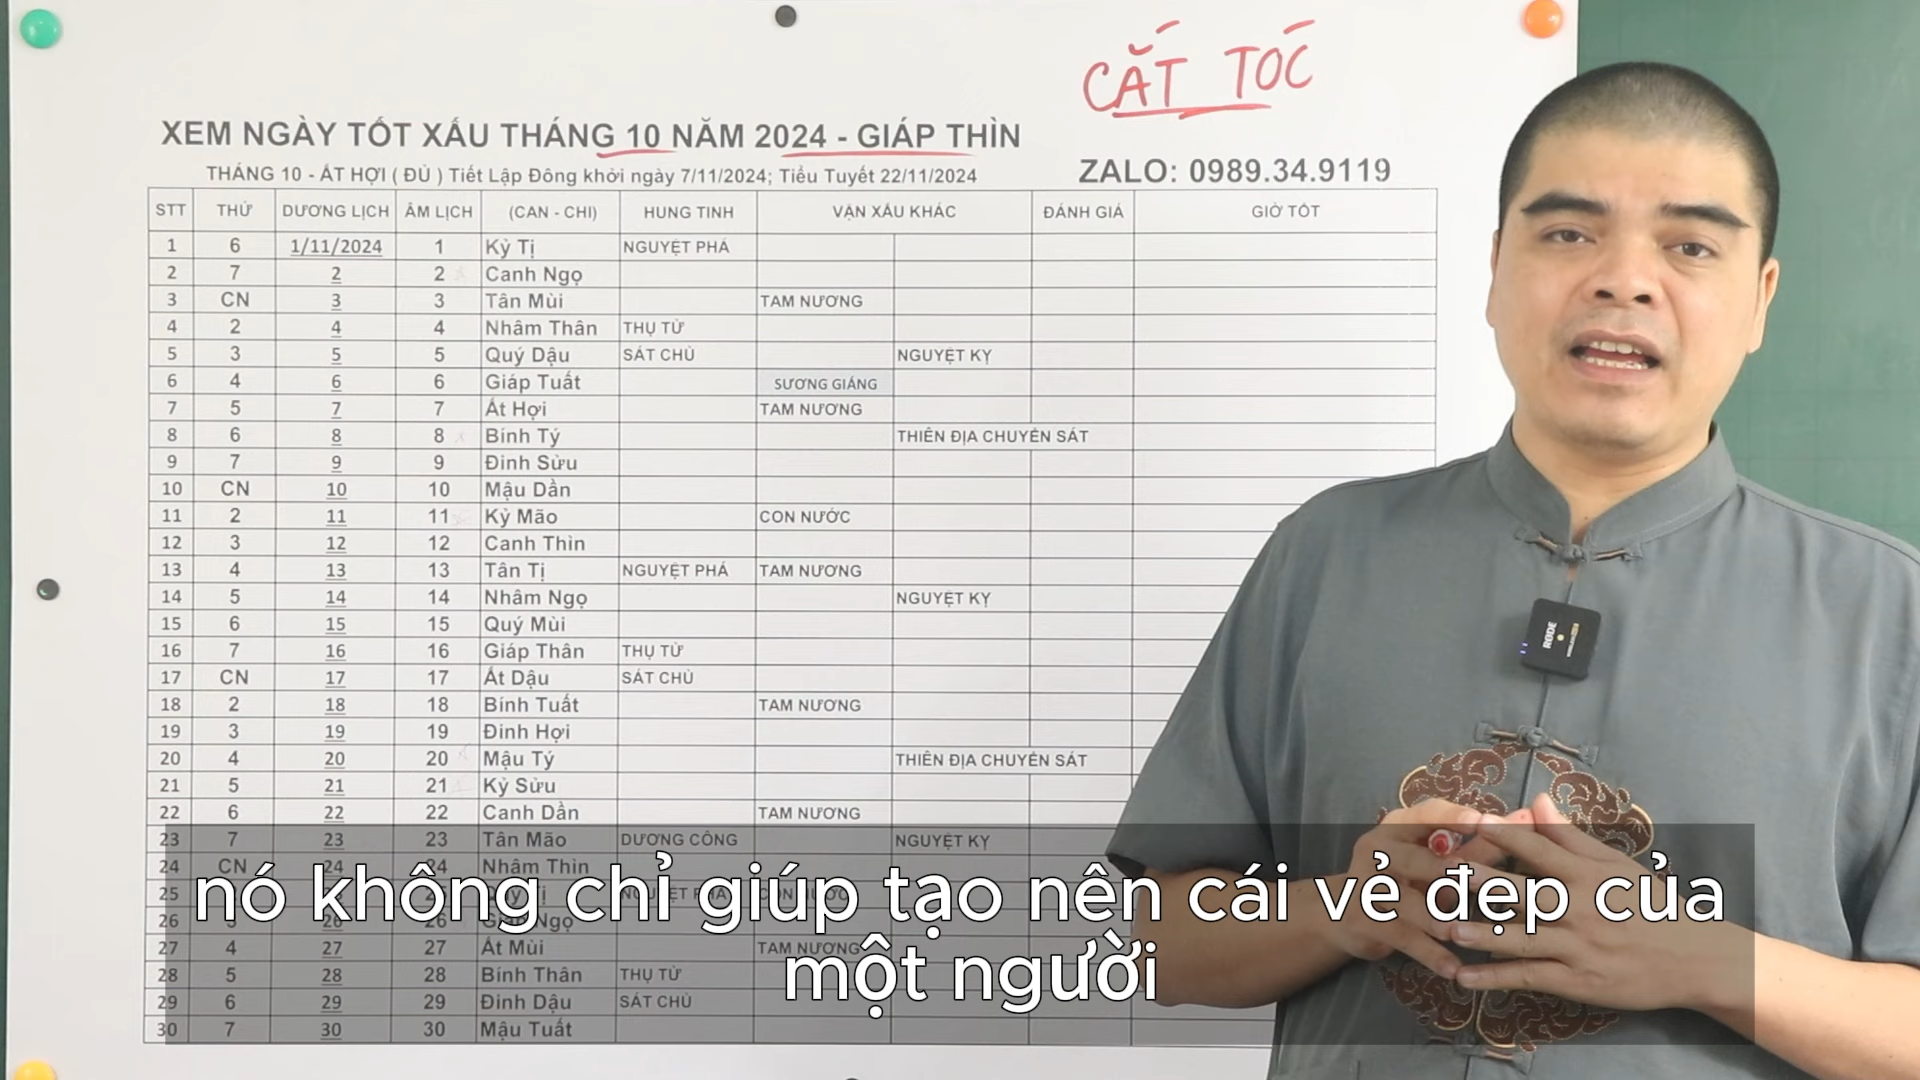 CẮT TÓC
XEM NGÀY TỐT XẤU THÁNG 10 NĂM 2024 - GIÁP THÌN
THÁNG 10 - ẤT HỢI ( ĐỦ ) Tiết Lập Đông khởi ngày 7/11/2024; Tiểu Tuyết 22/11/2024
ZALO: 0989.34.9119
STT THỨ DƯƠNG LỊCH ÂM LỊCH (CAN - CHI) HUNG TINH VẬN XẤU KHÁC ĐÁNH GIÁ GIỜ TỐT
1 6 1/11/2024 1 Kỷ Tị NGUYỆT PHÁ
2 7 2 2 Canh Ngọ
3 CN 3 3 Tân Mùi TAM NƯƠNG
4 2 4 4 Nhâm Thân THỤ TỬ
5 3 5 5 Quý Dậu SÁT CHỦ NGUYỆT KỴ
6 4 6 6 Giáp Tuất SƯƠNG GIÁNG
7 5 7 7 Ất Hợi TAM NƯƠNG
8 6 8 8 Bính Tý THIÊN ĐỊA CHUYÊN SÁT
9 7 9 9 Đinh Sửu
10 CN 10 10 Mậu Dần
11 2 11 11 Kỷ Mão CON NƯỚC
12 3 12 12 Canh Thìn
13 4 13 13 Tân Tị NGUYỆT PHÁ TAM NƯƠNG
14 5 14 14 Nhâm Ngọ NGUYỆT KỴ
15 6 15 15 Quý Mùi
16 7 16 16 Giáp Thân THỤ TỬ
17 CN 17 17 Ất Dậu SÁT CHỦ
18 2 18 18 Bính Tuất TAM NƯƠNG
19 3 19 19 Đinh Hợi
20 4 20 20 Mậu Tý THIÊN ĐỊA CHUYÊN SÁT
21 5 21 21 Kỷ Sửu
22 6 22 22 Canh Dần TAM NƯƠNG
23 7 23 23 Tân Mão DƯƠNG CÔNG NGUYỆT KỴ
24 CN 24 24 Nhâm Thìn
25
26 26 26 Ngọ
27 4 27 27 Ất Mùi TAM NƯƠNG
28 5 28 28 Bính Thân THỤ TỬ
29 6 29 29 Đinh Dậu SÁT CHỦ
30 7 30 30 Mậu Tuất
RODE
nó không chỉ giúp tạo nên cái vẻ đẹp của
một người